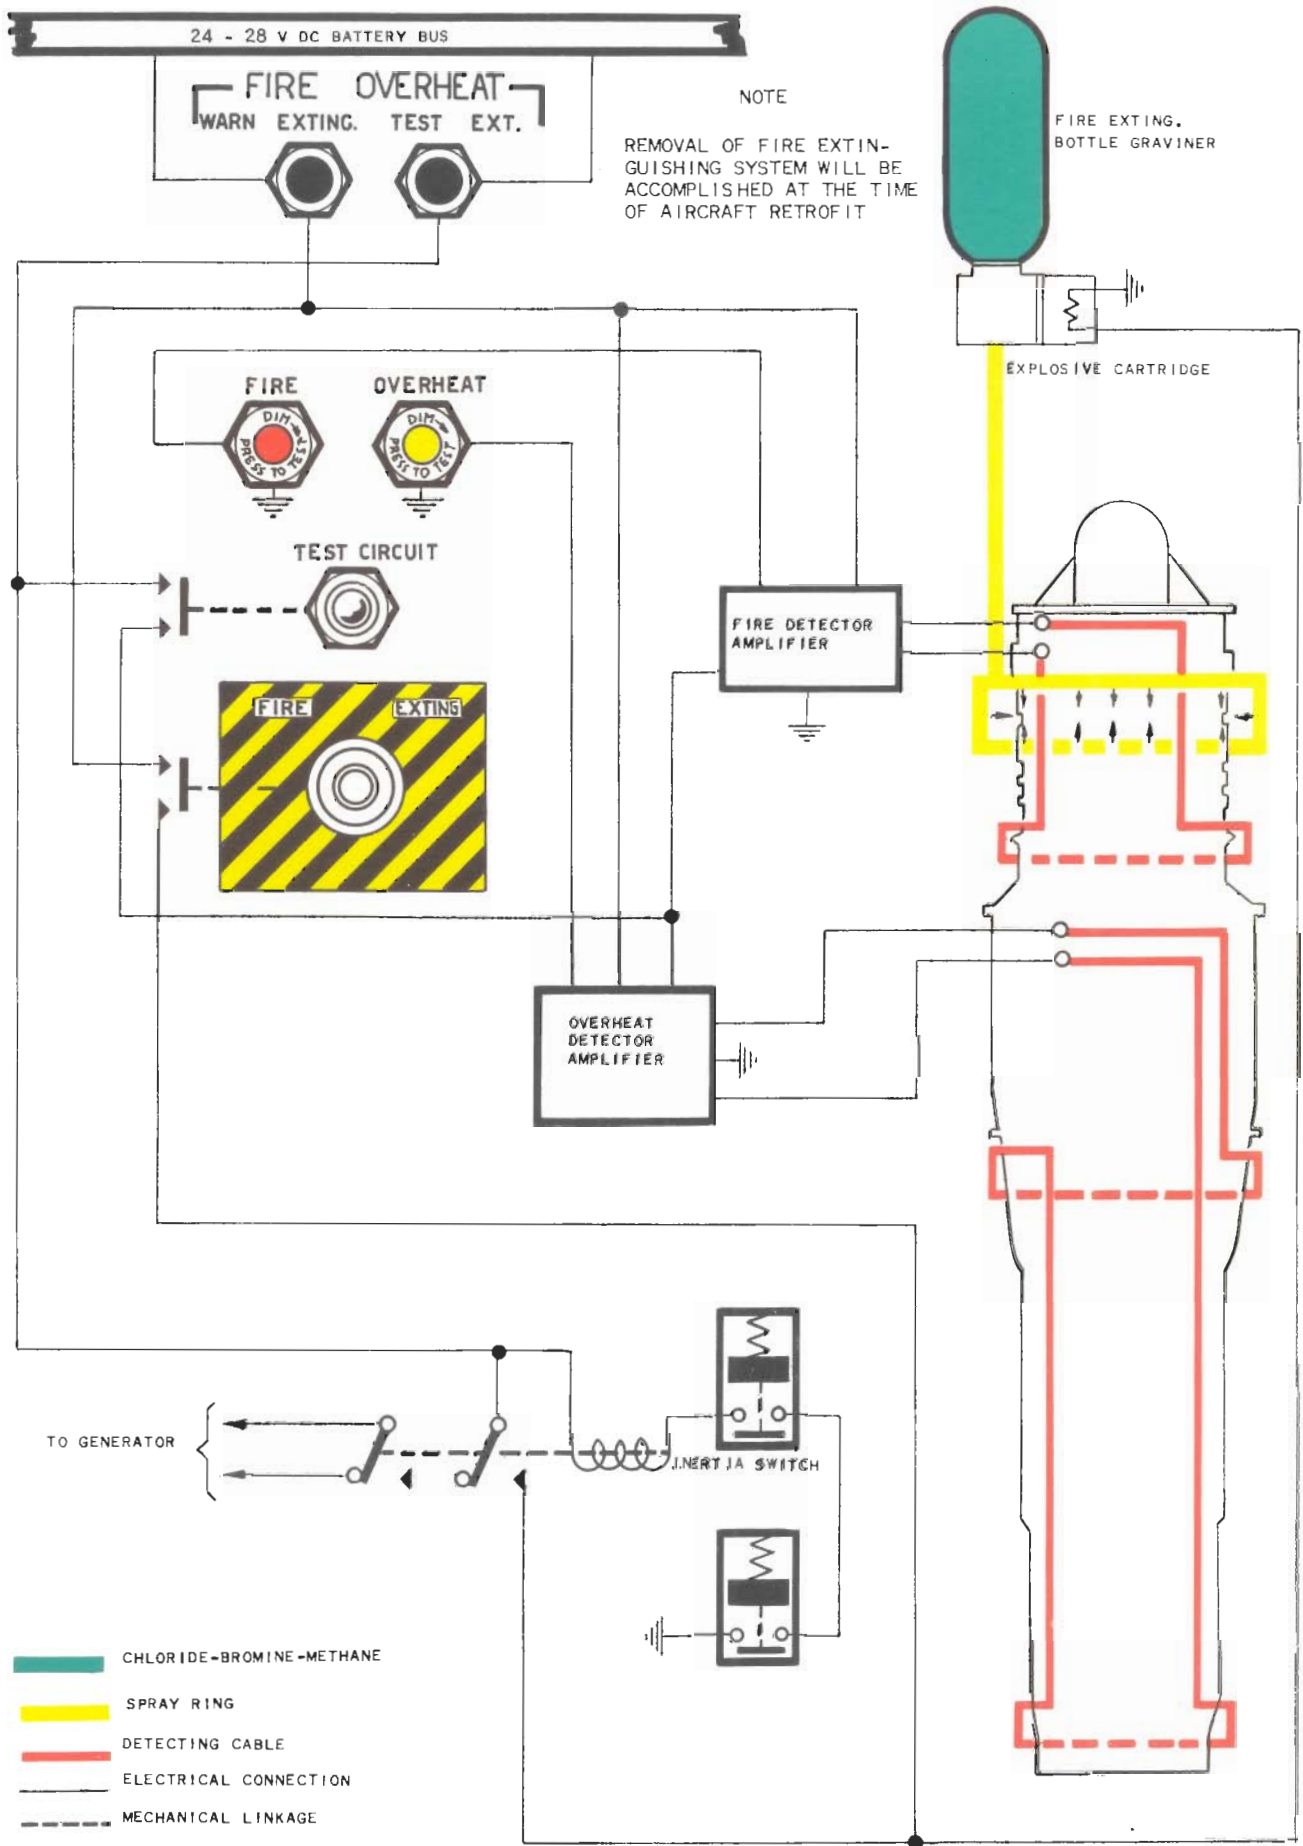 24 - 28 V DC BATTERY BUS
FIRE OVERHEAT
WARN EXTING. TEST EXT.
NOTE
REMOVAL OF FIRE EXTIN-
GUISHING SYSTEM WILL BE
ACCOMPLISHED AT THE TIME
OF AIRCRAFT RETROFIT
FIRE EXTING.
BOTTLE GRAVINER
EXPLOSIVE CARTRIDGE
FIRE
OVERHEAT
DIM
PRESS TO TEST
DIM
PRESS TO TEST
TEST CIRCUIT
FIRE DETECTOR
AMPLIFIER
FIRE EXTING
OVERHEAT
DETECTOR
AMPLIFIER
TO GENERATOR
INERTIA SWITCH
CHLORIDE-BROMINE-METHANE
SPRAY RING
DETECTING CABLE
ELECTRICAL CONNECTION
MECHANICAL LINKAGE